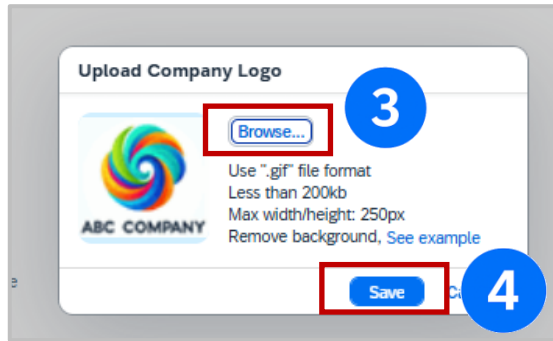 Upload Company Logo
3
Browse...
Use ".gif" file format
Less than 200kb
Max width/height: 250px
Remove background, See example
ABC COMPANY
Save
4